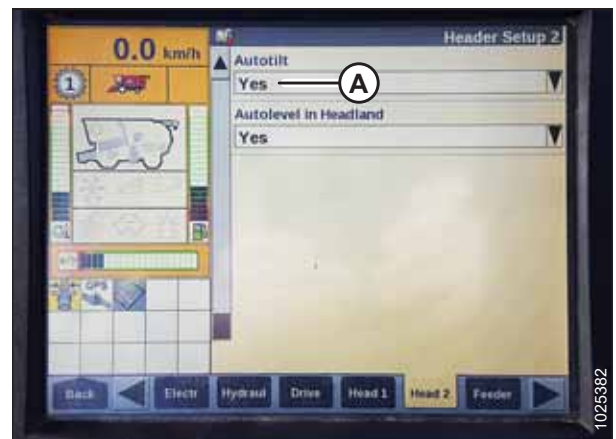 0.0 km/h
Header Setup 2
1
Autotilt
Yes
A
Autolevel in Headland
Yes
GPS
Back
Electr
Hydraul
Drive
Head 1
Head 2
Feeder
1025382